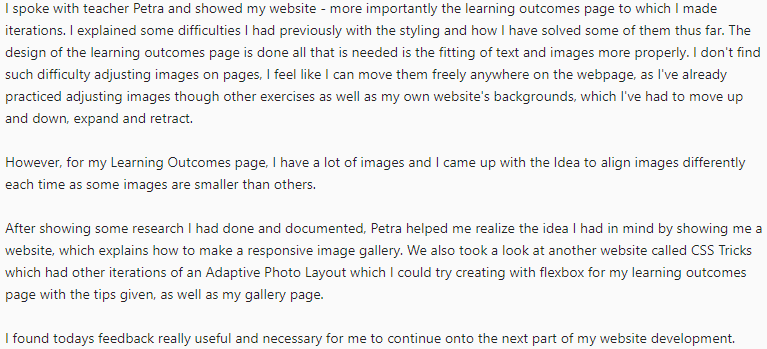 I spoke with teacher Petra and showed my website - more importantly the learning outcomes page to which I made
iterations. I explained some difficulties I had previously with the styling and how I have solved some of them thus far. The
design of the learning outcomes page is done all that is needed is the fitting of text and images more properly. I don't find
such difficulty adjusting images on pages, I feel like I can move them freely anywhere on the webpage, as I've already
practiced adjusting images though other exercises as well as my own website's backgrounds, which I've had to move up
and down, expand and retract.
However, for my Learning Outcomes page, I have a lot of images and I came up with the Idea to align images differently
each time as some images are smaller than others.
After showing some research I had done and documented, Petra helped me realize the idea I had in mind by showing me a
website, which explains how to make a responsive image gallery. We also took a look at another website called CSS Tricks
which had other iterations of an Adaptive Photo Layout which I could try creating with flexbox for my learning outcomes
page with the tips given, as well as my gallery page.
I found todays feedback really useful and necessary for me to continue onto the next part of my website development.